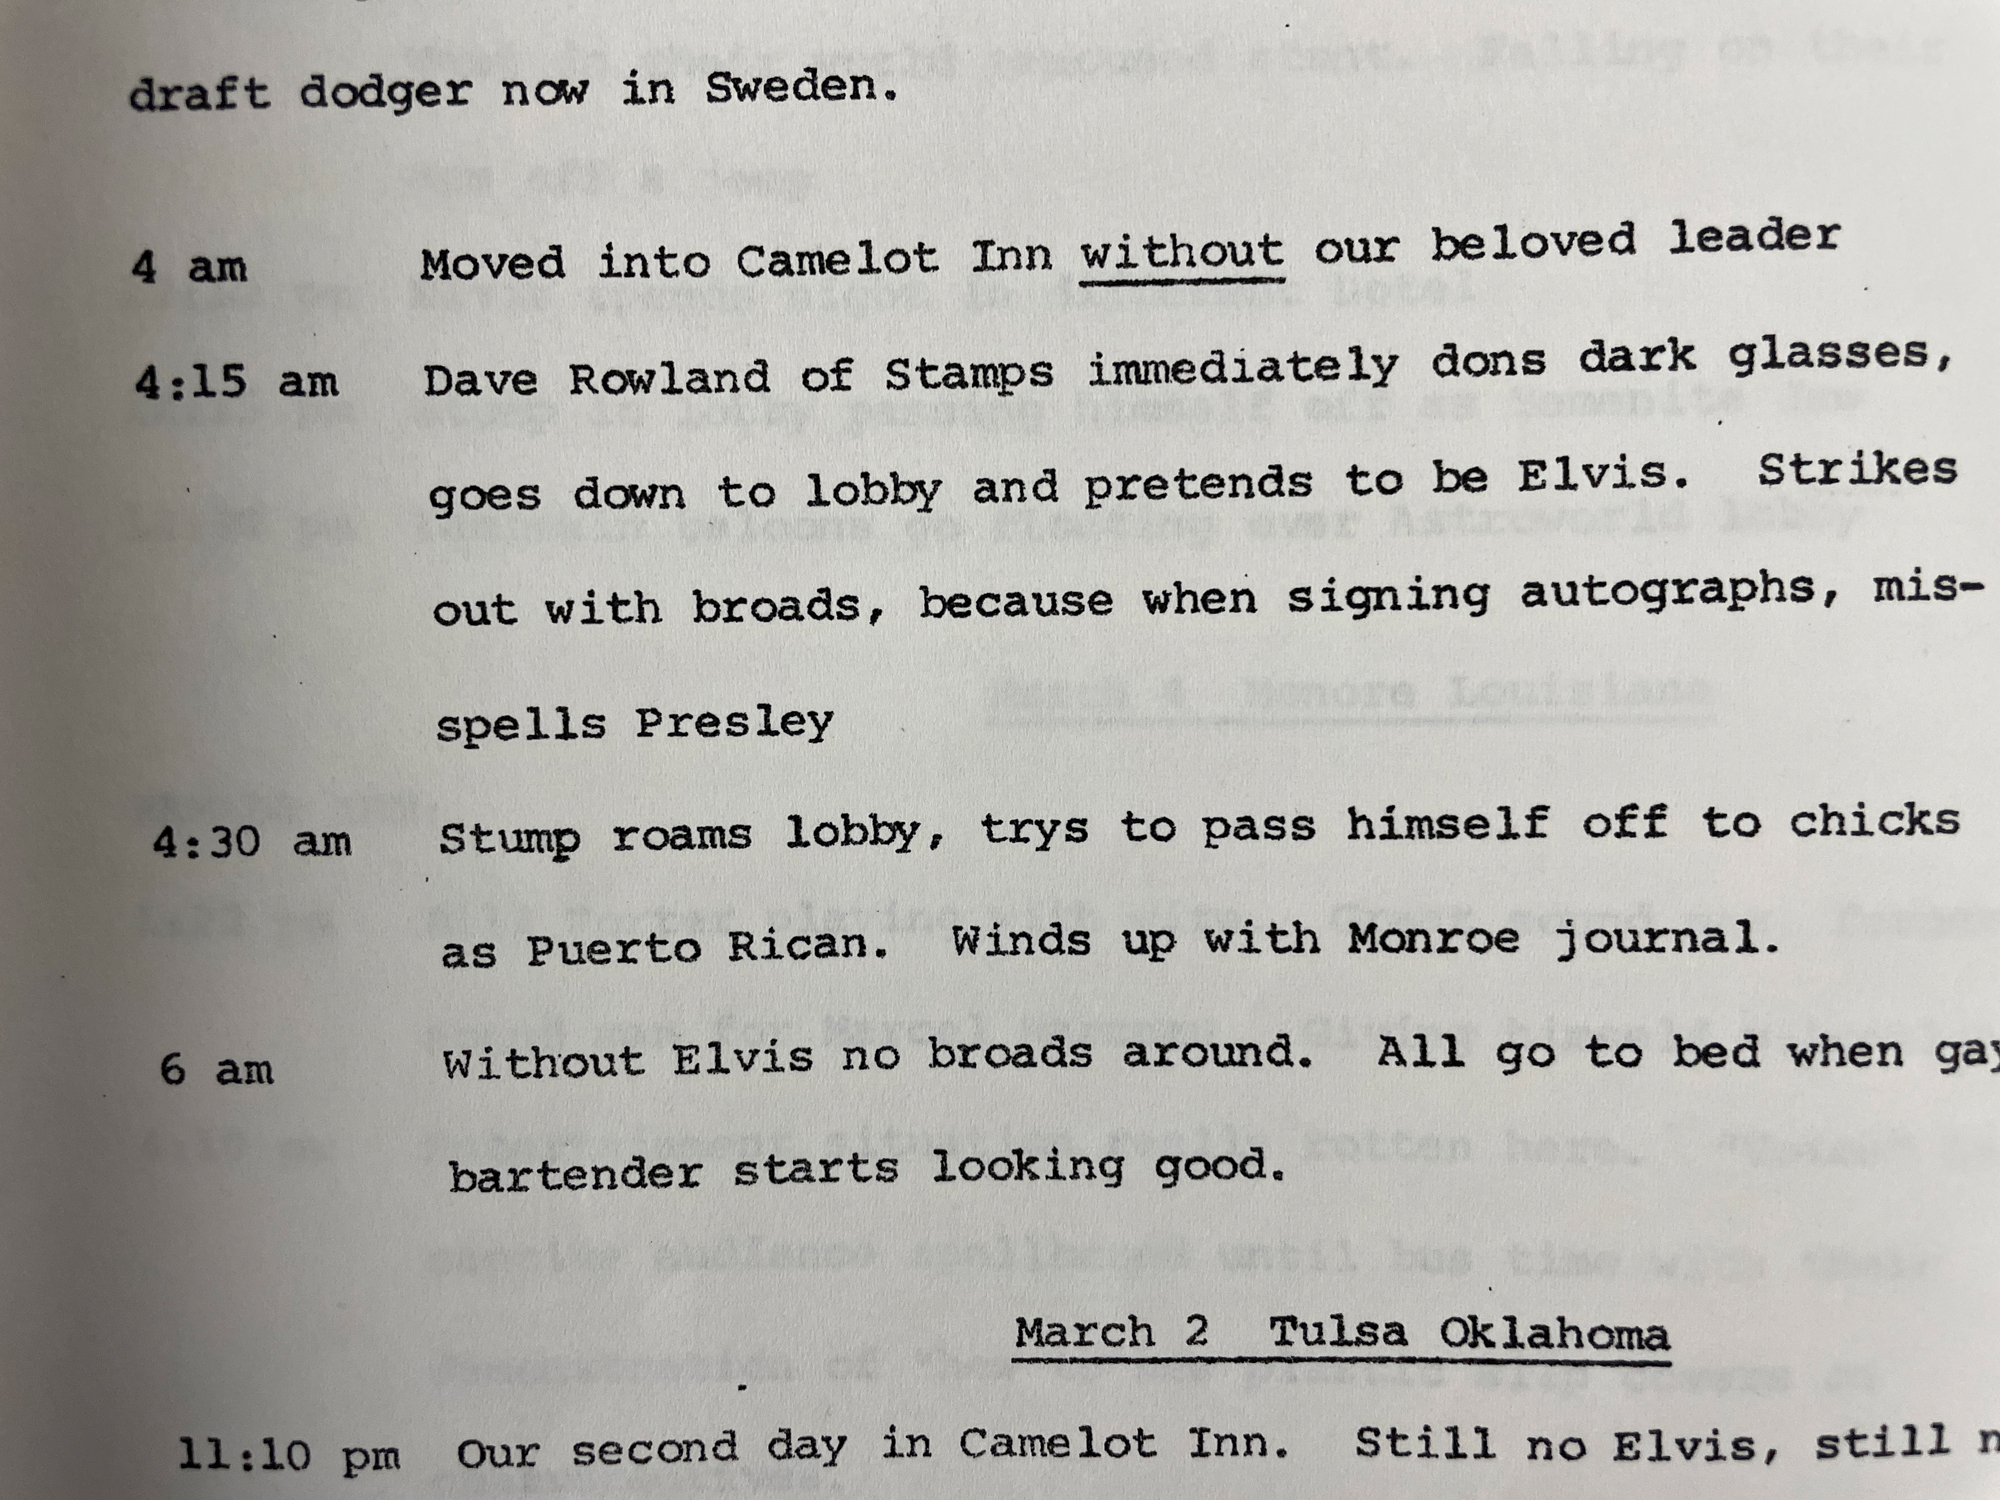 draft dodger now in Sweden.
4 am Moved into Camelot Inn without our beloved leader
4:15 am Dave Rowland of Stamps immediately dons dark glasses,
goes down to lobby and pretends to be Elvis. Strikes
out with broads, because when signing autographs, mis-
spells Presley
4:30 am Stump roams lobby, trys to pass himself off to chicks
as Puerto Rican. Winds up with Monroe journal.
6 am Without Elvis no broads around. All go to bed when gay
bartender starts looking good.
March 2 Tulsa Oklahoma
11:10 pm Our second day in Camelot Inn. Still no Elvis, still